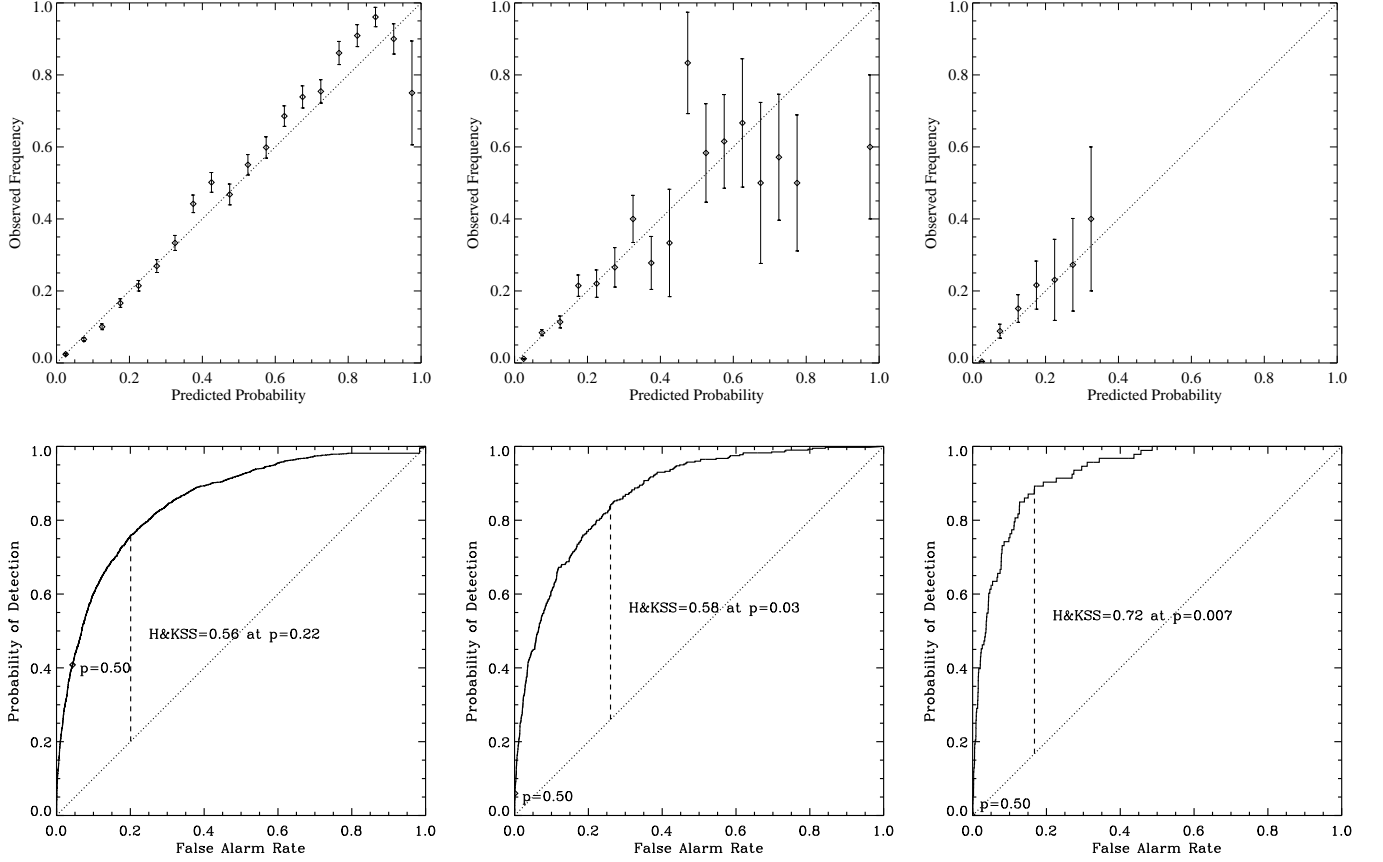 1.0
0.8
0.6
0.4
0.2
0.0
Observed Frequency
0.0 0.2 0.4 0.6 0.8 1.0
Predicted Probability
1.0
0.8
0.6
0.4
0.2
0.0
Observed Frequency
0.0 0.2 0.4 0.6 0.8 1.0
Predicted Probability
1.0
0.8
0.6
0.4
0.2
0.0
Observed Frequency
0.0 0.2 0.4 0.6 0.8 1.0
Predicted Probability
1.0
0.8
0.6
0.4
0.2
0.0
Probability of Detection
H&KSS=0.56 at p=0.22
p=0.50
0.0 0.2 0.4 0.6 0.8 1.0
False Alarm Rate
1.0
0.8
0.6
0.4
0.2
0.0
Probability of Detection
H&KSS=0.58 at p=0.03
p=0.50
0.0 0.2 0.4 0.6 0.8 1.0
False Alarm Rate
1.0
0.8
0.6
0.4
0.2
0.0
Probability of Detection
H&KSS=0.72 at p=0.007
p=0.50
0.0 0.2 0.4 0.6 0.8 1.0
False Alarm Rate